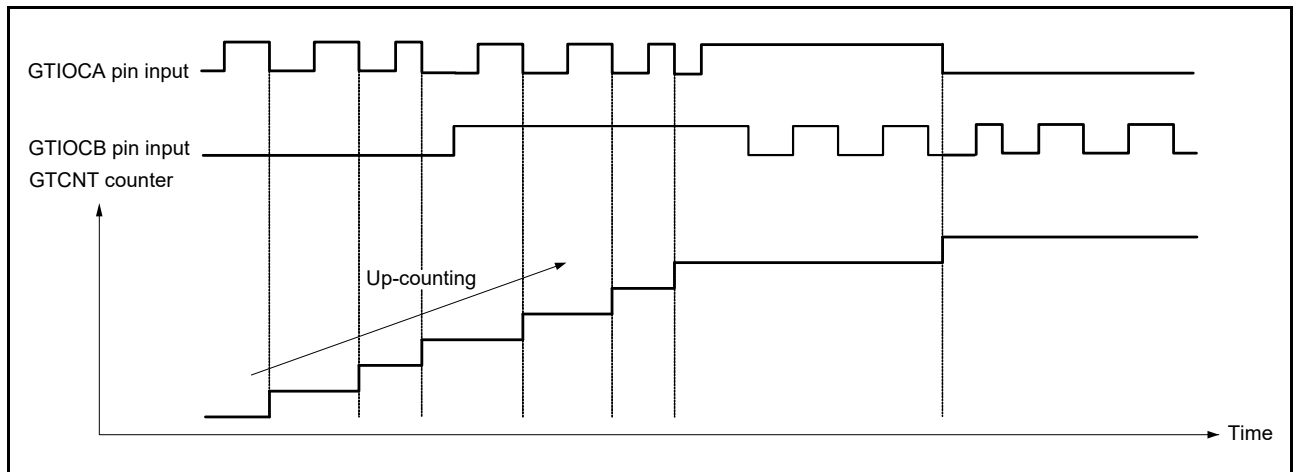 GTIOCA pin input
GTIOCB pin input
GTCNT counter
Up-counting
Time